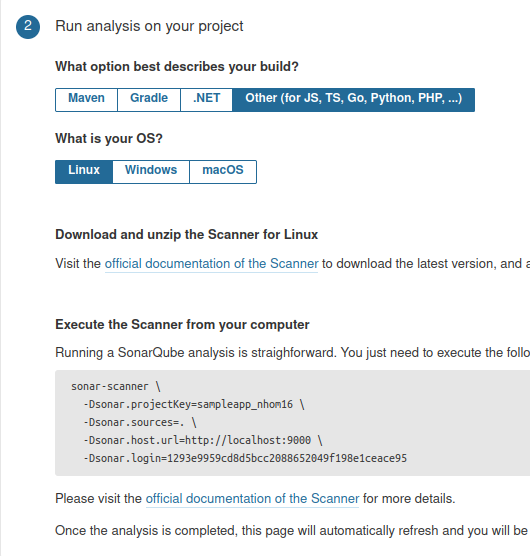 2 Run analysis on your project
What option best describes your build?
Maven Gradle .NET Other (for JS, TS, Go, Python, PHP, ...)
What is your OS?
Linux Windows macOS
Download and unzip the Scanner for Linux
Visit the official documentation of the Scanner to download the latest version, and a
Execute the Scanner from your computer
Running a SonarQube analysis is straighforward. You just need to execute the follo
sonar-scanner \
-Dsonar.projectKey=sampleapp_nhom16 \
-Dsonar.sources=. \
-Dsonar.host.url=http://localhost:9000 \
-Dsonar.login=1293e9959cd8d5bcc2088652049f198e1ceace95
Please visit the official documentation of the Scanner for more details.
Once the analysis is completed, this page will automatically refresh and you will be